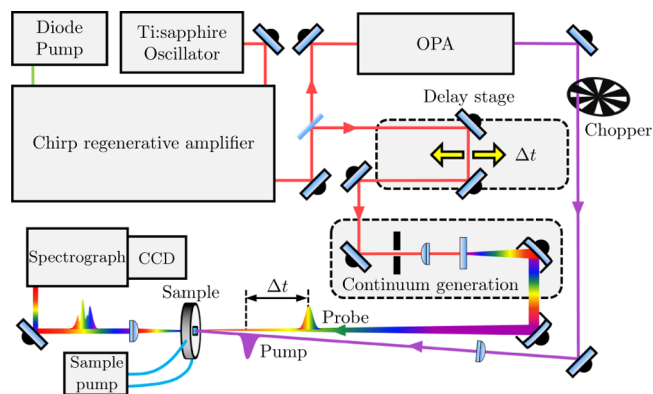 Diode
Pump
Ti:sapphire
Oscillator
OPA
Chirp regenerative amplifier
Delay stage
Δt
Chopper
Spectrograph
CCD
Sample
Δt
Continuum generation
Probe
Pump
Sample
pump